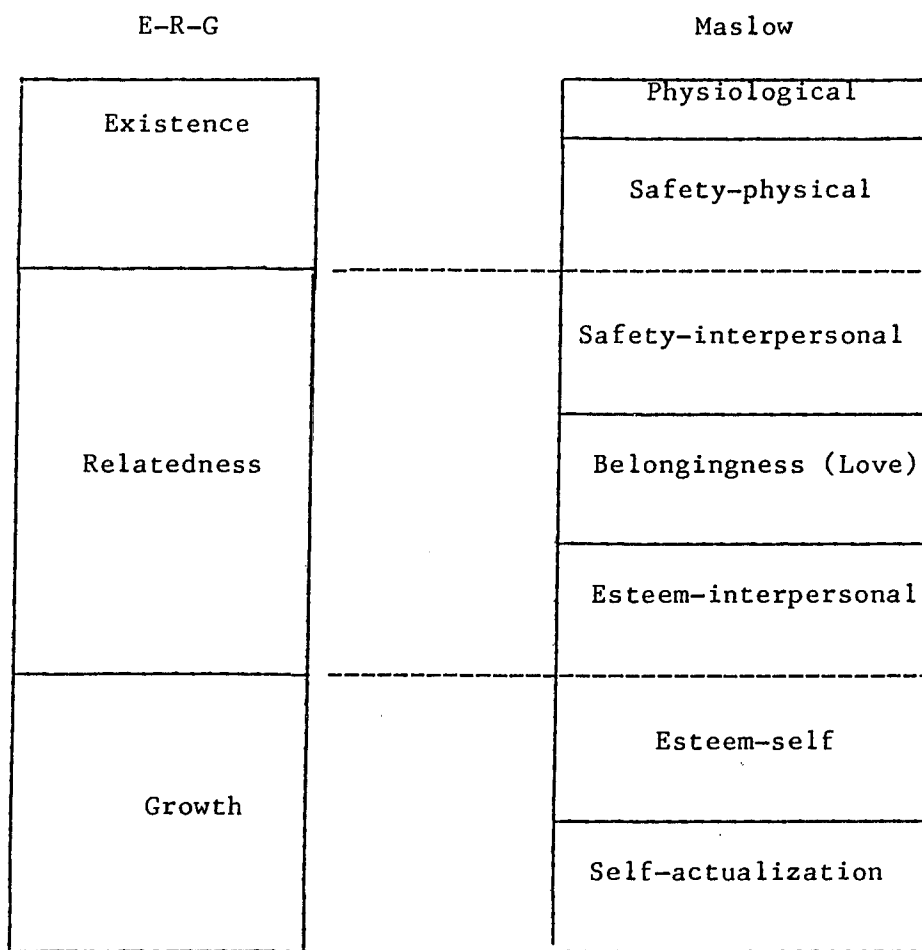 E-R-G
Maslow
Existence
Physiological
Safety-physical
Safety-interpersonal
Relatedness
Belongingness (Love)
Esteem-interpersonal
Growth
Esteem-self
Self-actualization